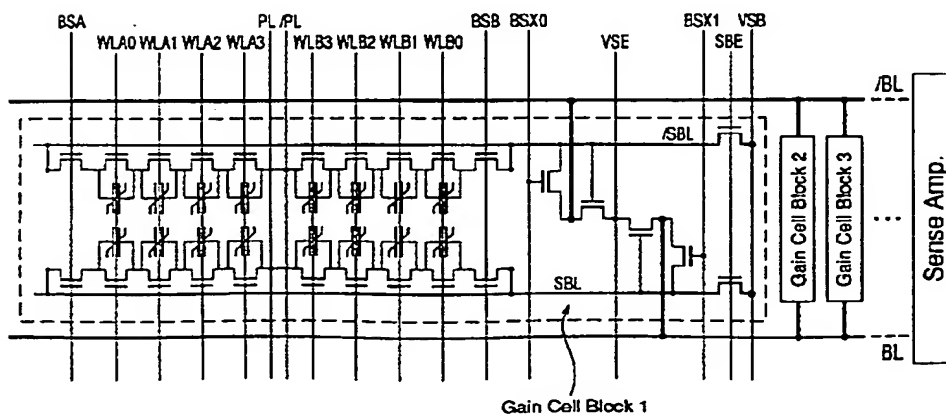 BSA PL /PL BSB BSX0 BSX1 VSB
WLA0 WLA1 WLA2 WLA3 WLB3 WLB2 WLB1 WLB0 VSE SBE
/BL
/SBL
Gain Cell Block 2
Gain Cell Block 3
...
Sense Amp.
SBL
BL
Gain Cell Block 1